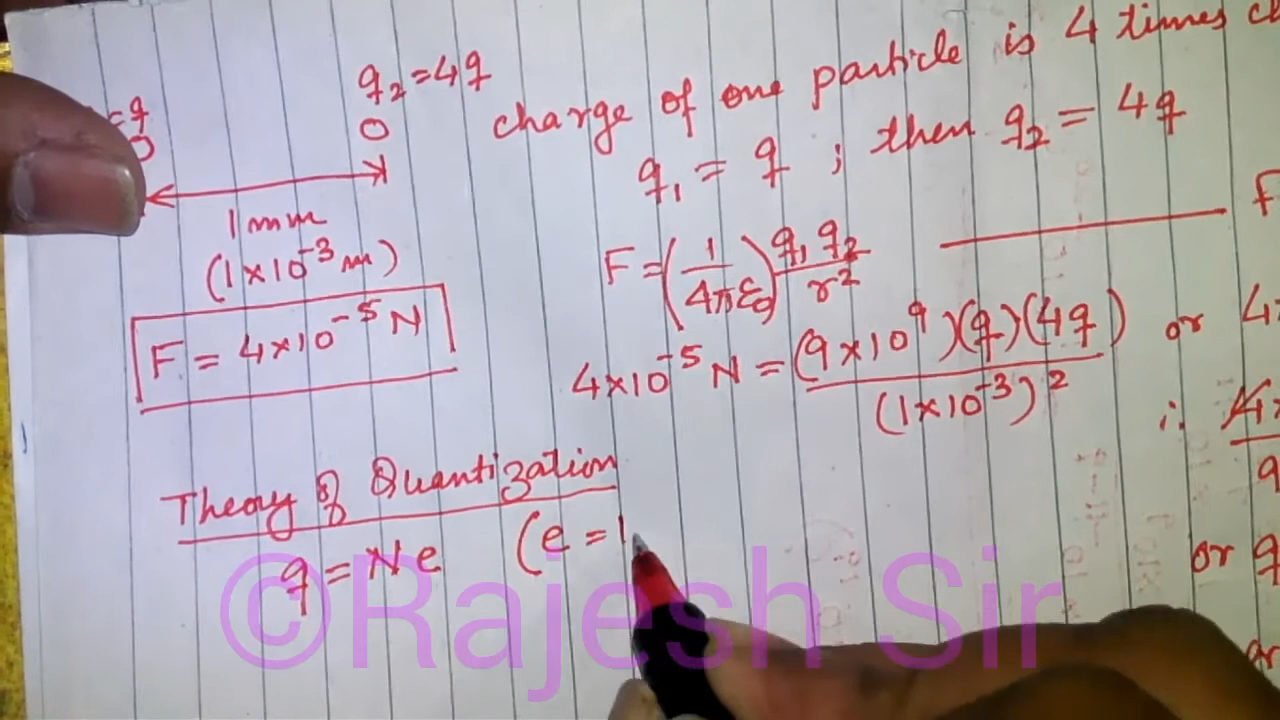 = q
q₂ = 4q
1 mm
(1×10⁻³ m)
F = 4×10⁻⁵ N
charge of one particle is 4 times
q₁ = q ; then q₂ = 4q
F = (1/4πε₀) q₁q₂/r²
4×10⁻⁵ N = (9×10⁹)(q)(4q)/(1×10⁻³)² or
F
Theory of Quantization
q = Ne (e = 1
or q
©Rajesh Sir